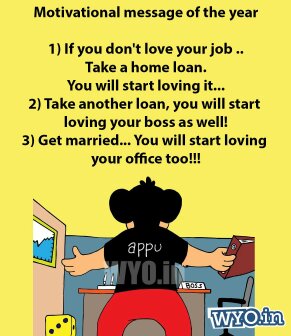 Motivational message of the year
1) If you don't love your job ..
Take a home loan.
You will start loving it...
2) Take another loan, you will start
loving your boss as well!
3) Get married... You will start loving
your office too!!!
appu
WYO.in
BOSS
WYO.in